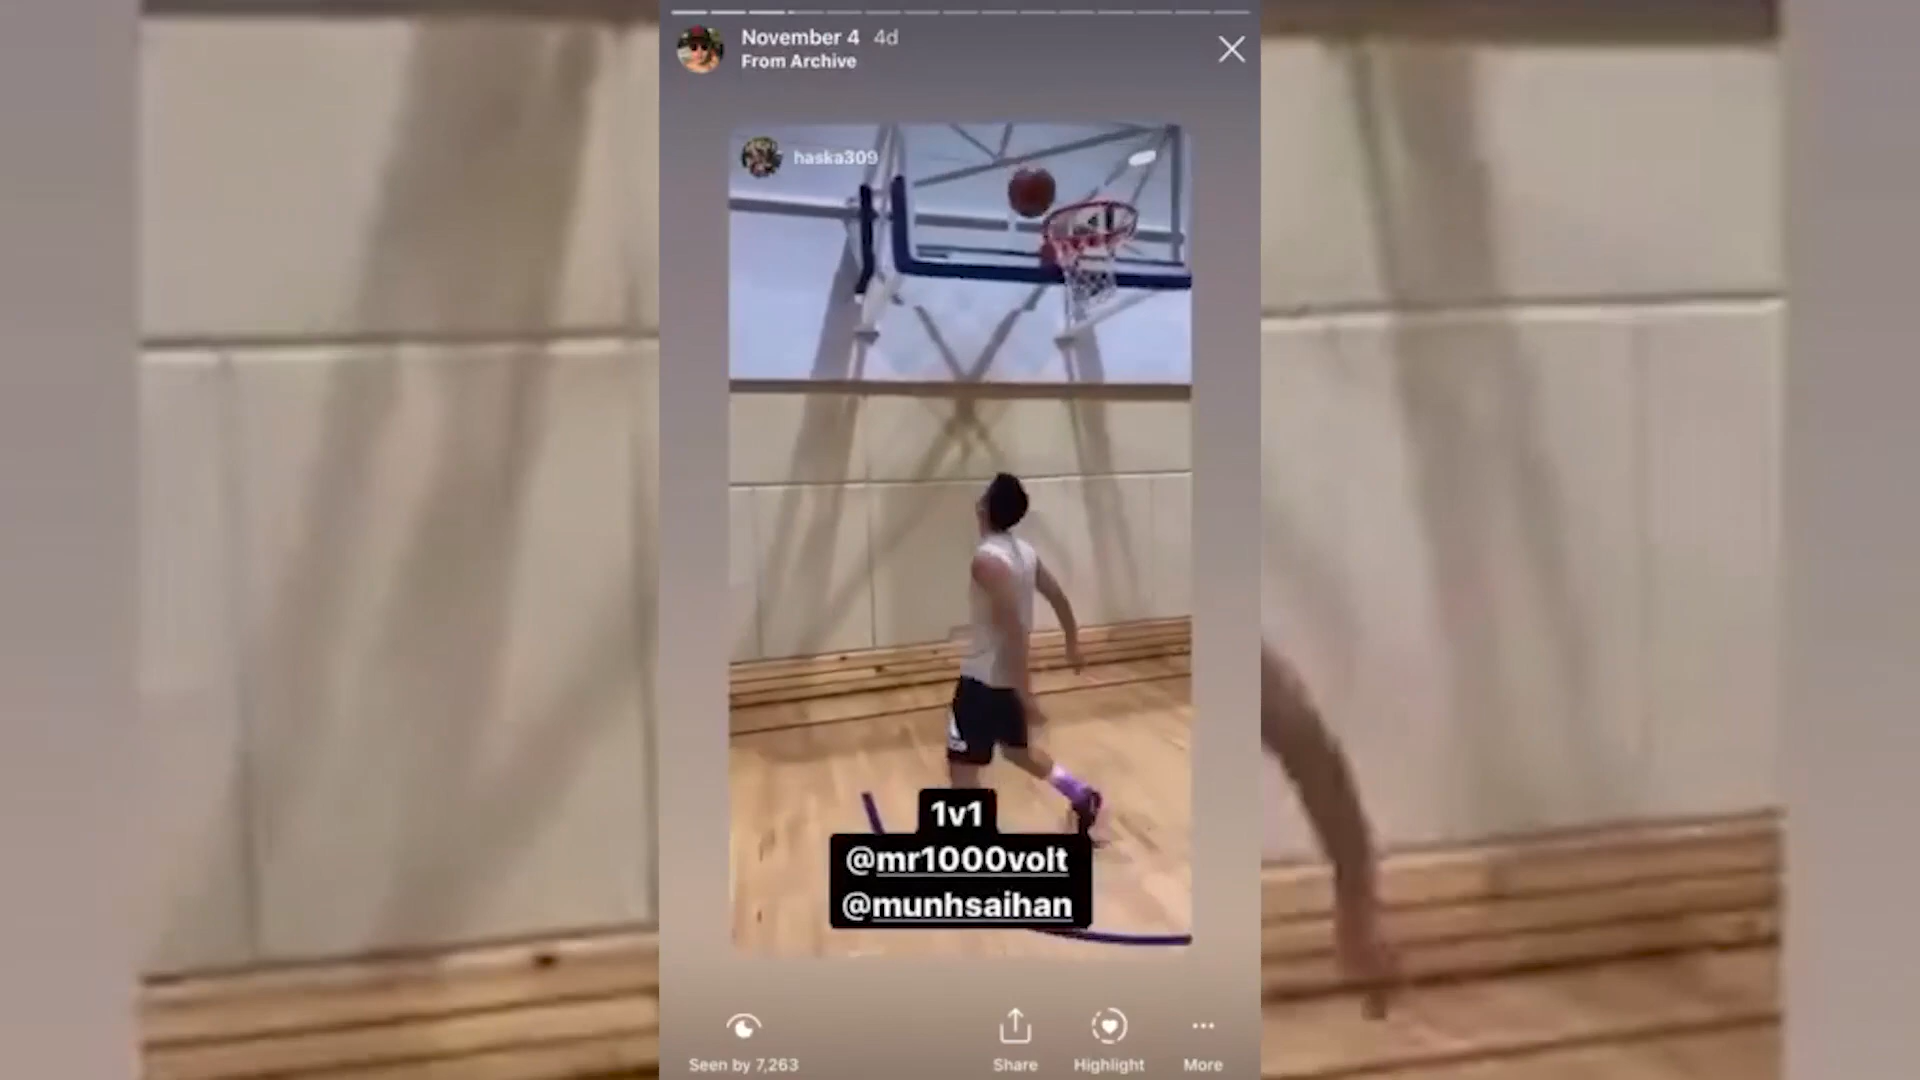 November 4 4d
From Archive
haska309
1v1
@mr1000volt
@munhsaihan
Seen by 7,263
Share
Highlight
More